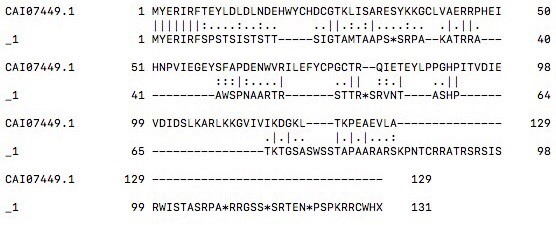 CAI07449.1 1 MYERIRFTEYLDLDLNDEHWYCHDCGTKLISARESYKKGCLVAERRPHEI 50
|||||||:....:..:.. ..||.:|..|.|.|.. ..||..
_1 1 MYERIRFSPSTSISTSTT-----SIGTAMTAAPS*SRPA--KATRRA--- 40
CAI07449.1 51 HNPVIEGEYSFAPDENWVRILEFYCPGCTR--QIETEYLPPGHPITVDIE 98
:::|:....| ..|| ..::. ..||
_1 41 ---------AWSPNAARTR-------STTR*SRVNT----ASHP------ 64
CAI07449.1 99 VDIDSLKARLKKGVIVIKDGKL----TKPEAEVLA--------------- 129
.|.|.. |.|.|...:
_1 65 ----------------TKTGSASWSSTAPAARARSKPNTCRRATRSRSIS 98
CAI07449.1 129 --------------------------------- 129
_1 99 RWISTASRPA*RRGSS*SRTEN*PSPKRRCWHX 131